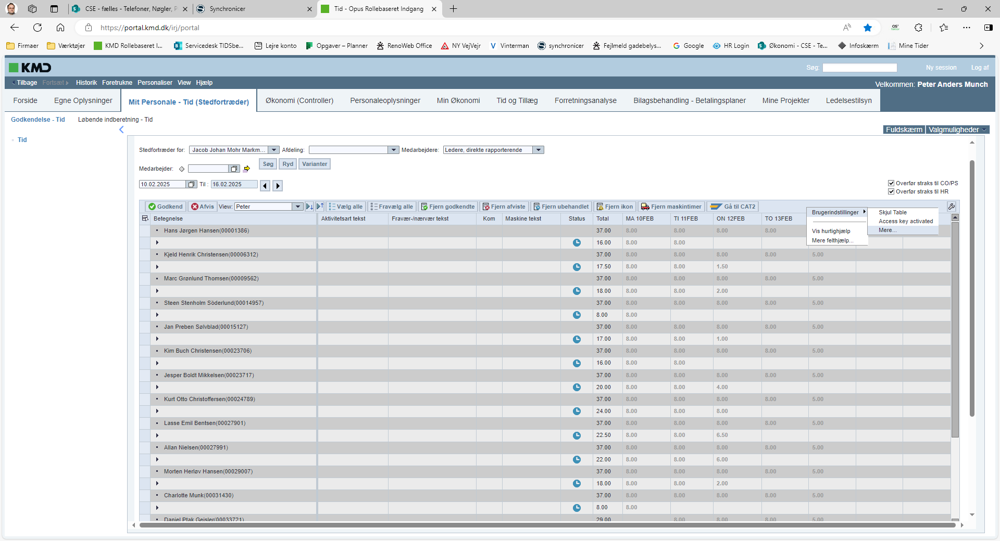 CSE - fælles - Telefoner, Nøgler, P
Synchronicer
Tid - Opus Rollebaseret Indgang
https://portal.kmd.dk/irj/portal
Firmaer
Værktøjer
KMD Rollebaseret I...
Servicedesk TIDSbe...
Lejre konto
Opgaver – Planner
RenoWeb Office
NY VejVejr
Vinterman
synchronicer
Fejlmeld gadebelys...
Google
HR Login
Økonomi - CSE - Te...
Infoskærm
Mine Tider
KMD
Søg:
Ny session
Log af
Tilbage Fortsæt Historik Foretrukne Personaliser View Hjælp
Velkommen: Peter Anders Munch
Forside
Egne Oplysninger
Mit Personale - Tid (Stedfortræder)
Økonomi (Controller)
Personaleoplysninger
Min Økonomi
Tid og Tillæg
Forretningsanalyse
Bilagsbehandling - Betalingsplaner
Mine Projekter
Ledelsestilsyn
Godkendelse - Tid
Løbende indberetning - Tid
Fuldskærm
Valgmuligheder
Tid
Stedfortræder for: Jacob Johan Mohr Markm... Afdeling: Medarbejdere: Ledere, direkte rapporterende
Medarbejder:
Søg
Ryd
Varianter
10.02.2025 Til : 16.02.2025
Overfør straks til CO/PS
Overfør straks til HR
Godkend Afvis View: Peter Vælg alle Fravælg alle Fjern godkendte Fjern afviste Fjern ubehandlet Fjern ikon Fjern maskintimer Gå til CAT2
Brugerindstillinger
Vis hurtighjælp
Mere felthjælp...
Skjul Table
Access key activated
Mere...
Betegnelse Aktivitetsart tekst Fravær-/nærvær tekst Kom Maskine tekst Status Total MA 10FEB TI 11FEB ON 12FEB TO 13FEB
Hans Jørgen Hansen(00001386) 37.00 8.00 8.00 8.00 8.00
16.00 8.00 8.00
Kjeld Henrik Christensen(00006312) 37.00 8.00 8.00 8.00 8.00 5.00
17.50 8.00 8.00 1.50
Marc Grønlund Thomsen(00009562) 37.00 8.00 8.00 8.00 8.00 5.00
18.00 8.00 8.00 2.00
Steen Stenholm Söderlund(00014957) 37.00 8.00 8.00 8.00 8.00 5.00
8.00 8.00
Jan Preben Sølvblad(00015127) 37.00 8.00 8.00 8.00 8.00 5.00
17.00 8.00 8.00 1.00
Kim Buch Christensen(00023706) 37.00 8.00 8.00 8.00 8.00 5.00
16.00 8.00 8.00
Jesper Boldt Mikkelsen(00023717) 37.00 8.00 8.00 8.00 8.00 5.00
20.00 8.00 8.00 4.00
Kurt Otto Christoffersen(00024789) 37.00 8.00 8.00 8.00 8.00 5.00
24.00 8.00 8.00 8.00
Lasse Emil Bentsen(00027901) 37.00 8.00 8.00 8.00 8.00 5.00
22.50 8.00 8.00 6.50
Allan Nielsen(00027991) 37.00 8.00 8.00 8.00 8.00 5.00
22.00 8.00 8.00 6.00
Morten Herløv Hansen(00029007) 37.00 8.00 8.00 8.00 8.00 5.00
18.00 8.00 8.00 2.00
Charlotte Munk(00031430) 37.00 8.00 8.00 8.00 8.00 5.00
8.00 8.00
Daniel Ptak Geisler(00033721) 29.00 8.00 8.00 8.00 5.00